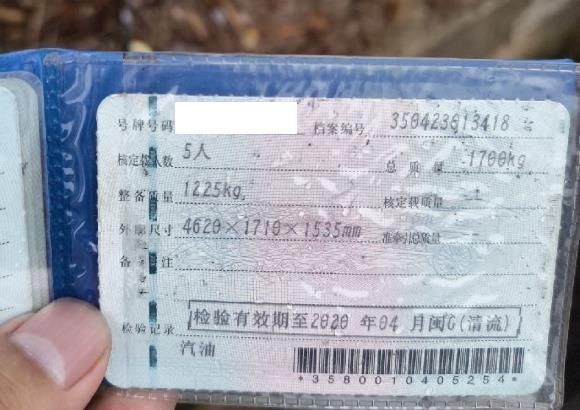 号牌号码 档案编号 350423613418
核定载人数 5人 总质量 1700kg
整备质量 1225kg 核定载质量 --
外廓尺寸 4620×1710×1535mm 准牵引总质量 --
备注
检验记录 检验有效期至2020年04月闽G(清流)
汽油
*3580010405254*